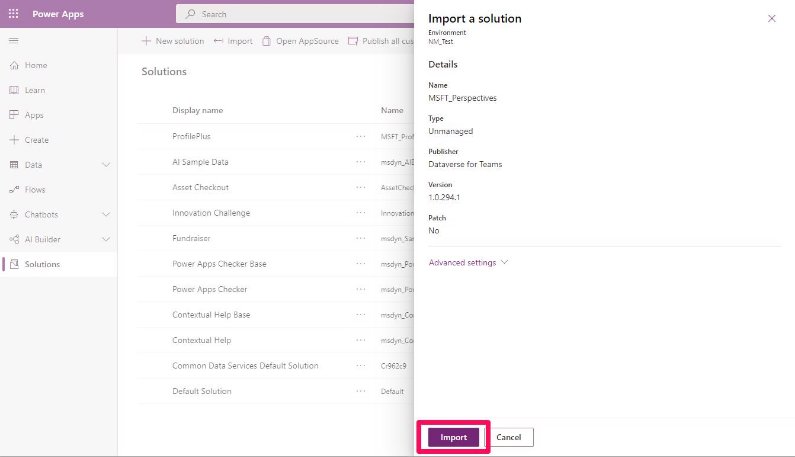 Power Apps
Search
Home
Learn
Apps
Create
Data
Flows
Chatbots
AI Builder
Solutions
New solution
Import
Open AppSource
Publish all cus
Solutions
Display name Name
ProfilePlus ··· MSFT_Prof
AI Sample Data ··· msdyn_AIB
Asset Checkout ··· AssetChec
Innovation Challenge ··· Innovation
Fundraiser ··· msdyn_Sa
Power Apps Checker Base ··· msdyn_Po
Power Apps Checker ··· msdyn_Po
Contextual Help Base ··· msdyn_Co
Contextual Help ··· msdyn_Co
Common Data Services Default Solution ··· Cr962c9
Default Solution ··· Default
Import a solution
Environment
NM_Test
Details
Name
MSFT_Perspectives
Type
Unmanaged
Publisher
Dataverse for Teams
Version
1.0.294.1
Patch
No
Advanced settings
Import
Cancel